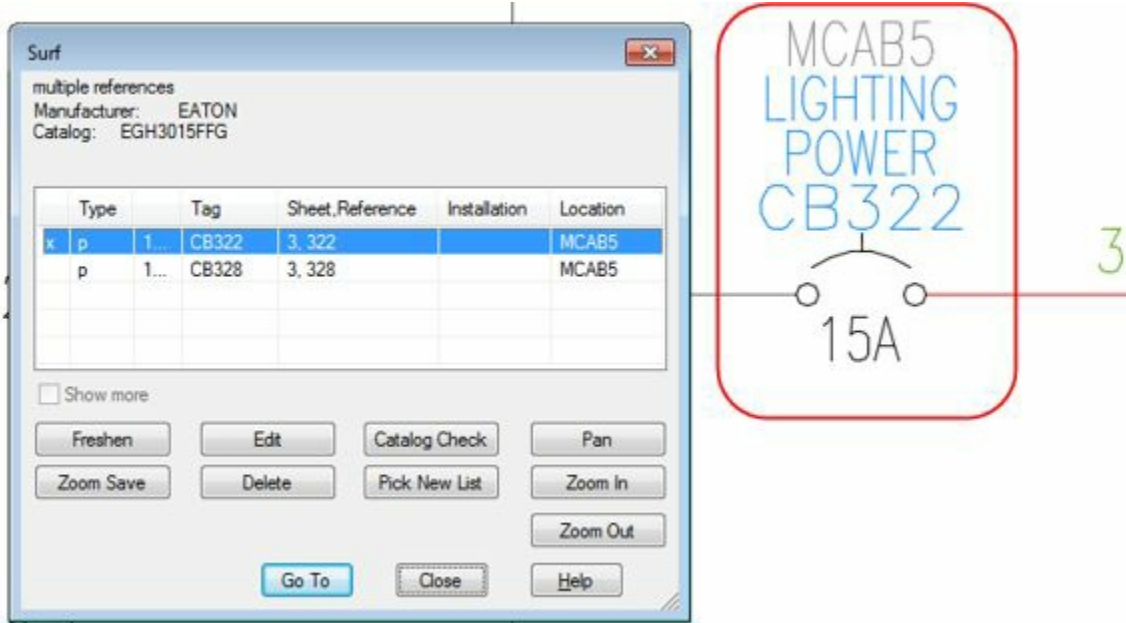 Surf
multiple references
Manufacturer: EATON
Catalog: EGH3015FFG
Type Tag Sheet,Reference Installation Location
x p 1... CB322 3, 322 MCAB5
p 1... CB328 3, 328 MCAB5
Show more
Freshen Edit Catalog Check Pan
Zoom Save Delete Pick New List Zoom In
Zoom Out
Go To Close Help
MCAB5
LIGHTING
POWER
CB322
15A
3